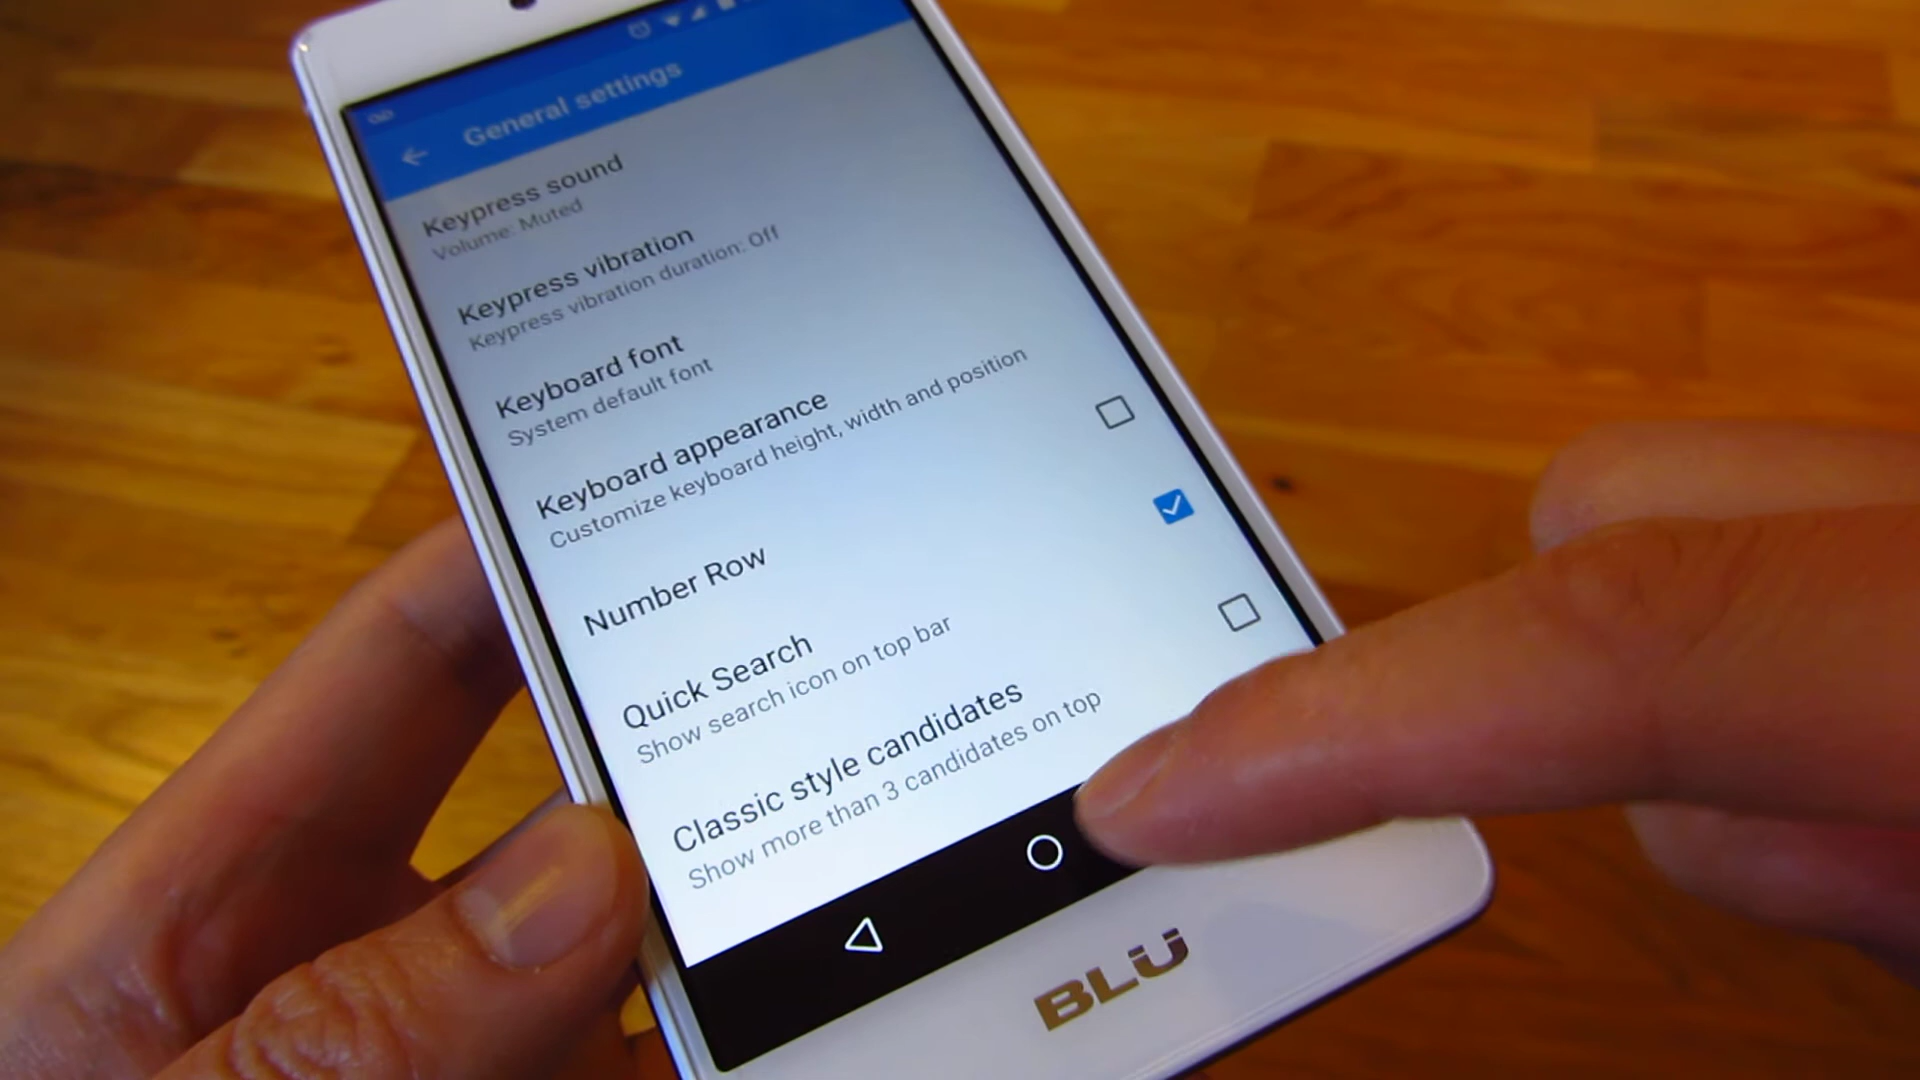 General settings
Keypress sound
Volume: Muted
Keypress vibration
Keypress vibration duration: Off
Keyboard font
System default font
Keyboard appearance
Customize keyboard height, width and position
Number Row
Quick Search
Show search icon on top bar
Classic style candidates
Show more than 3 candidates on top
BLU